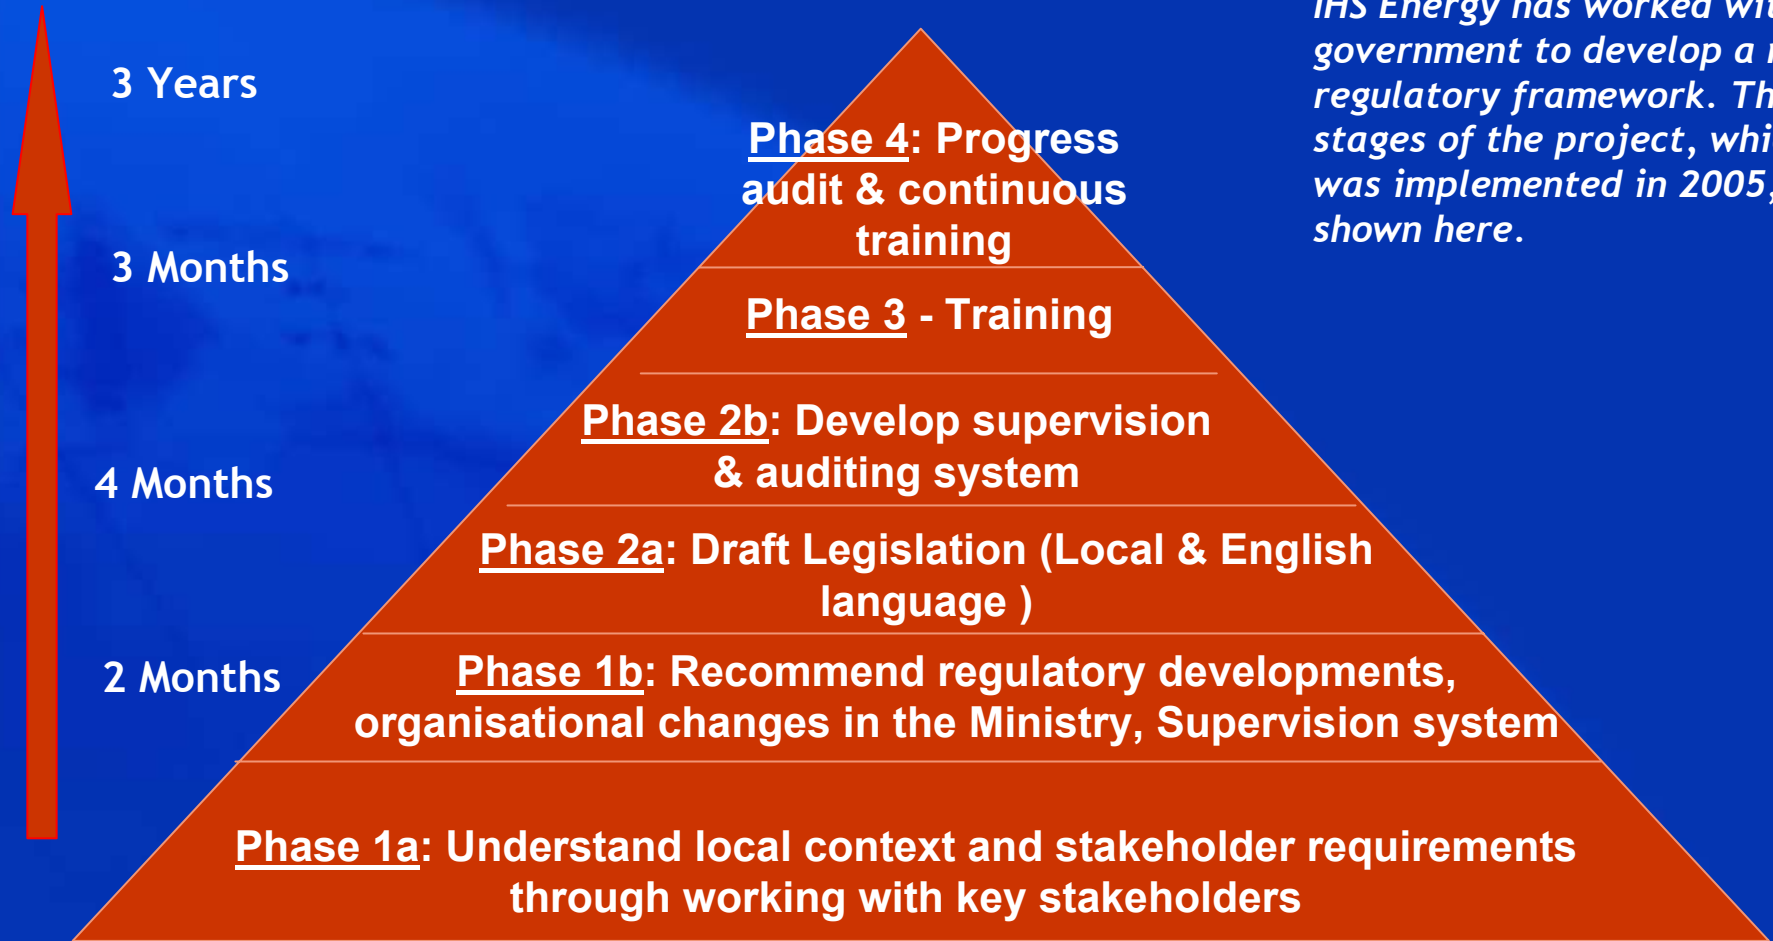 3 Years
3 Months
4 Months
2 Months
Phase 4: Progress
audit & continuous
training
Phase 3 - Training
Phase 2b: Develop supervision
& auditing system
Phase 2a: Draft Legislation (Local & English
language )
Phase 1b: Recommend regulatory developments,
organisational changes in the Ministry, Supervision system
Phase 1a: Understand local context and stakeholder requirements
through working with key stakeholders
IHS Energy has worked
government to develop a
regulatory framework.
stages of the project,
was implemented in 2005,
shown here.